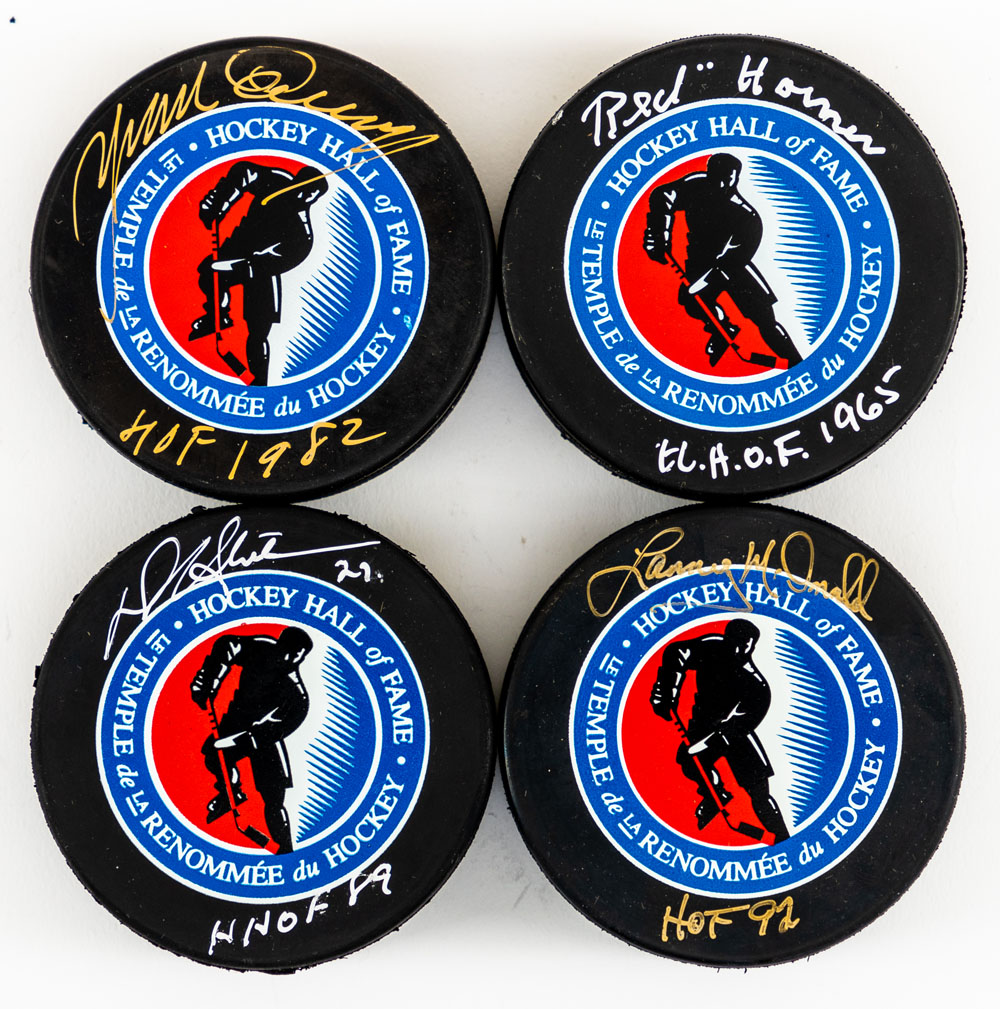 Yvan Cournoyer
HOCKEY HALL of FAME
LE TEMPLE de LA RENOMMÉE du HOCKEY
HOF 1982
"Red" Horner
HOCKEY HALL of FAME
LE TEMPLE de LA RENOMMÉE du HOCKEY
H.H.O.F. 1965
27
HOCKEY HALL of FAME
LE TEMPLE de LA RENOMMÉE du HOCKEY
HHOF 89
Lanny McDonald
HOCKEY HALL of FAME
LE TEMPLE de LA RENOMMÉE du HOCKEY
HOF 92